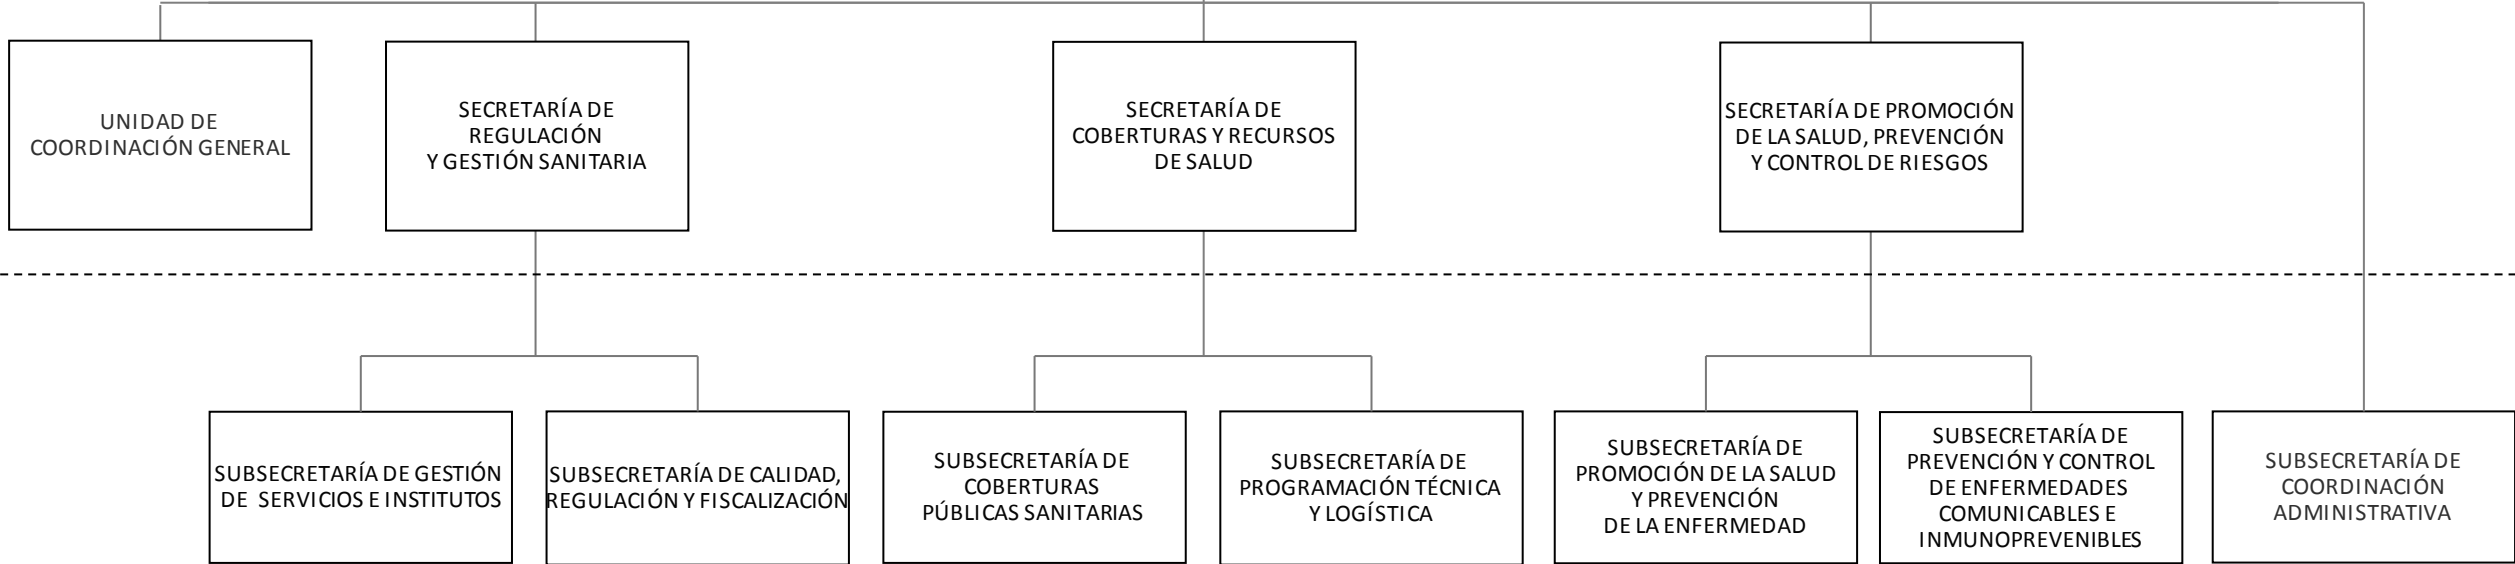 UNIDAD DE
COORDINACIÓN GENERAL
SECRETARÍA DE
REGULACIÓN
Y GESTIÓN SANITARIA
SECRETARÍA DE
COBERTURAS Y RECURSOS
DE SALUD
SECRETARÍA DE PROMOCIÓN
DE LA SALUD, PREVENCIÓN
Y CONTROL DE RIESGOS
SUBSECRETARÍA DE GESTIÓN
DE SERVICIOS E INSTITUTOS
SUBSECRETARÍA DE CALIDAD,
REGULACIÓN Y FISCALIZACIÓN
SUBSECRETARÍA DE
COBERTURAS
PÚBLICAS SANITARIAS
SUBSECRETARÍA DE
PROGRAMACIÓN TÉCNICA
Y LOGÍSTICA
SUBSECRETARÍA DE
PROMOCIÓN DE LA SALUD
Y PREVENCIÓN
DE LA ENFERMEDAD
SUBSECRETARÍA DE
PREVENCIÓN Y CONTROL
DE ENFERMEDADES
COMUNICABLES E
INMUNOPREVENIBLES
SUBSECRETARÍA DE
COORDINACIÓN
ADMINISTRATIVA